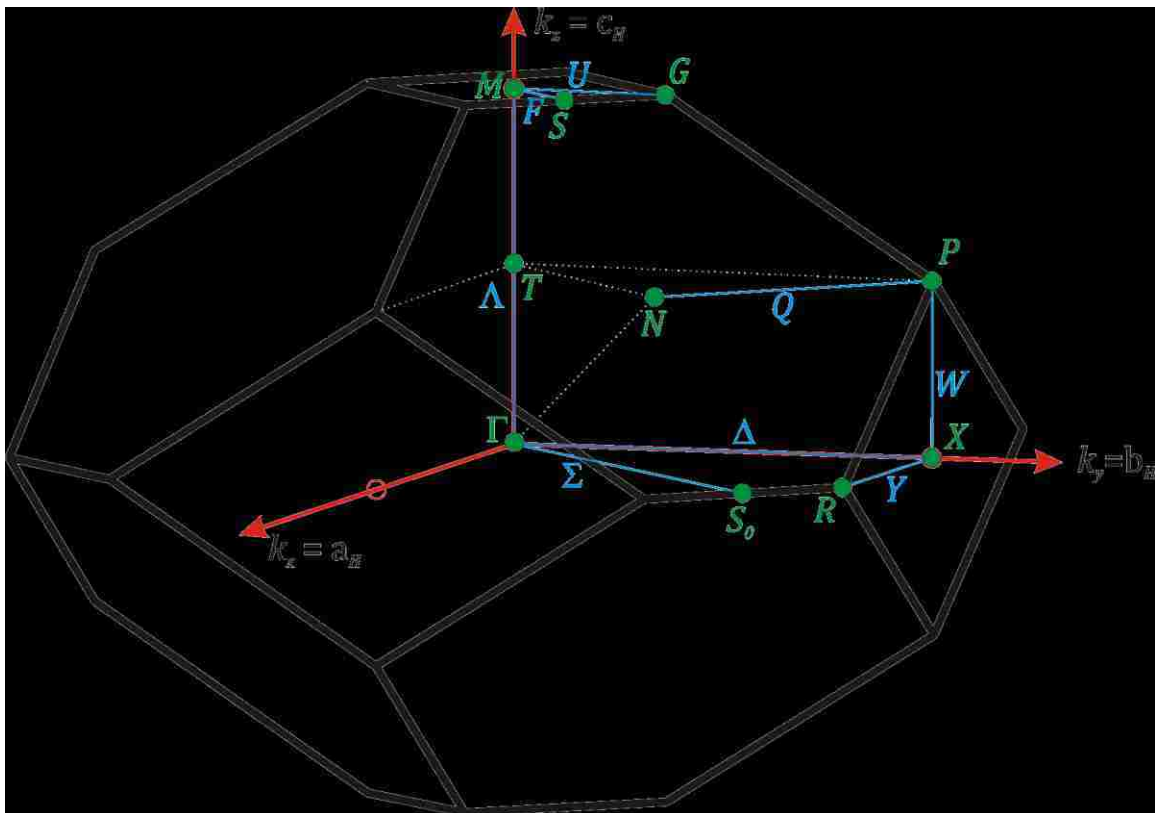 k_z = c_H
M
U
G
F
S
P
Λ
T
N
Q
W
Γ
Δ
X
k_y=b_H
Σ
S_0
R
Y
k_x = a_H